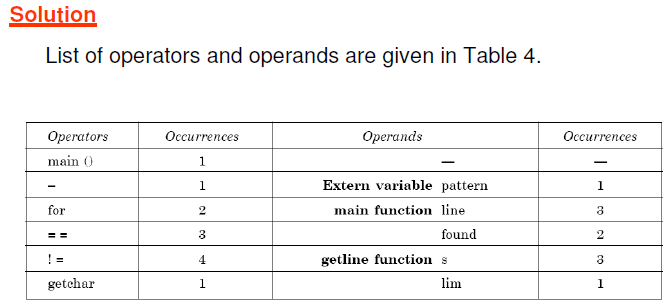 Solution
List of operators and operands are given in Table 4.
Operators Occurrences Operands Occurrences
main () 1 — —
– 1 Extern variable pattern 1
for 2 main function line 3
= = 3 found 2
! = 4 getline function s 3
getchar 1 lim 1